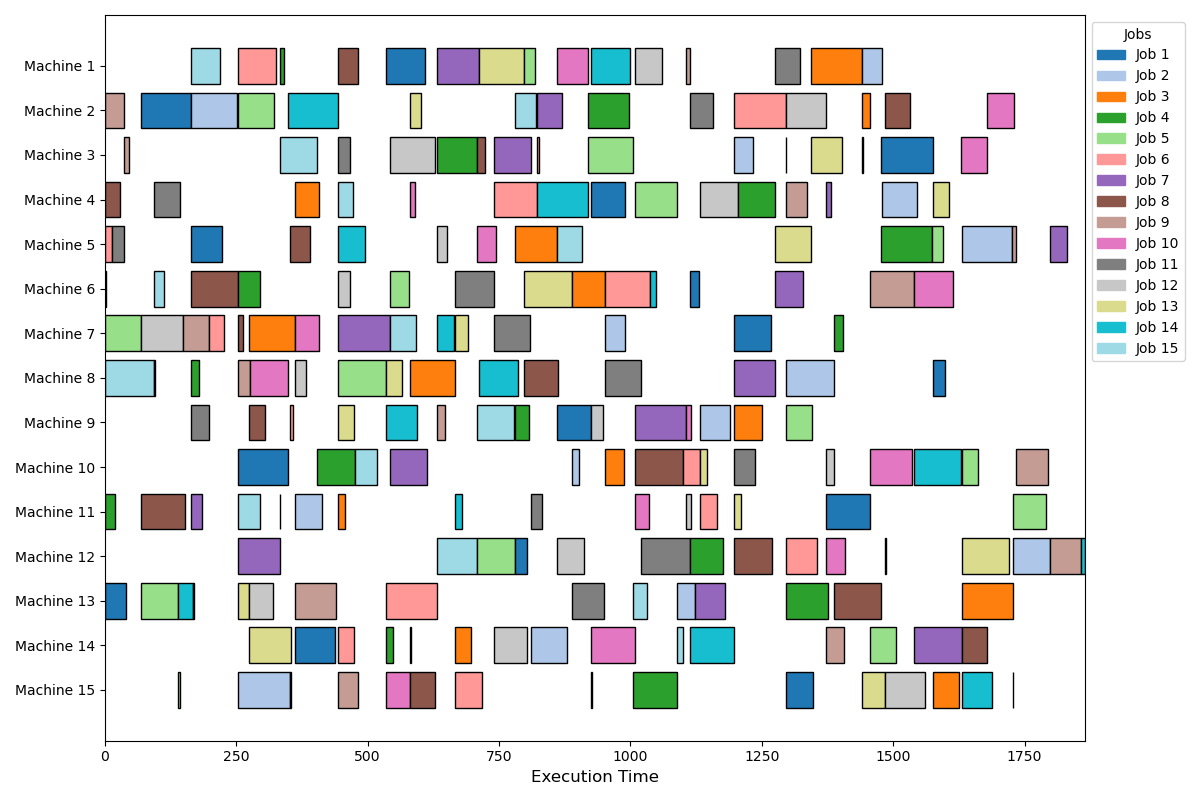 Machine 1
Machine 2
Machine 3
Machine 4
Machine 5
Machine 6
Machine 7
Machine 8
Machine 9
Machine 10
Machine 11
Machine 12
Machine 13
Machine 14
Machine 15
0 250 500 750 1000 1250 1500 1750
Execution Time
Jobs
Job 1
Job 2
Job 3
Job 4
Job 5
Job 6
Job 7
Job 8
Job 9
Job 10
Job 11
Job 12
Job 13
Job 14
Job 15